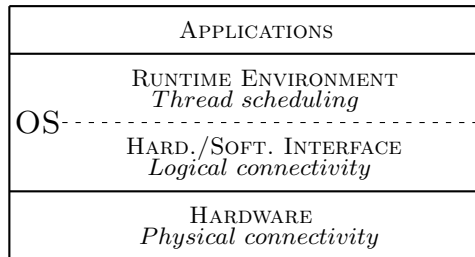 APPLICATIONS
RUNTIME ENVIRONMENT
Thread scheduling
OS
HARD./SOFT. INTERFACE
Logical connectivity
HARDWARE
Physical connectivity